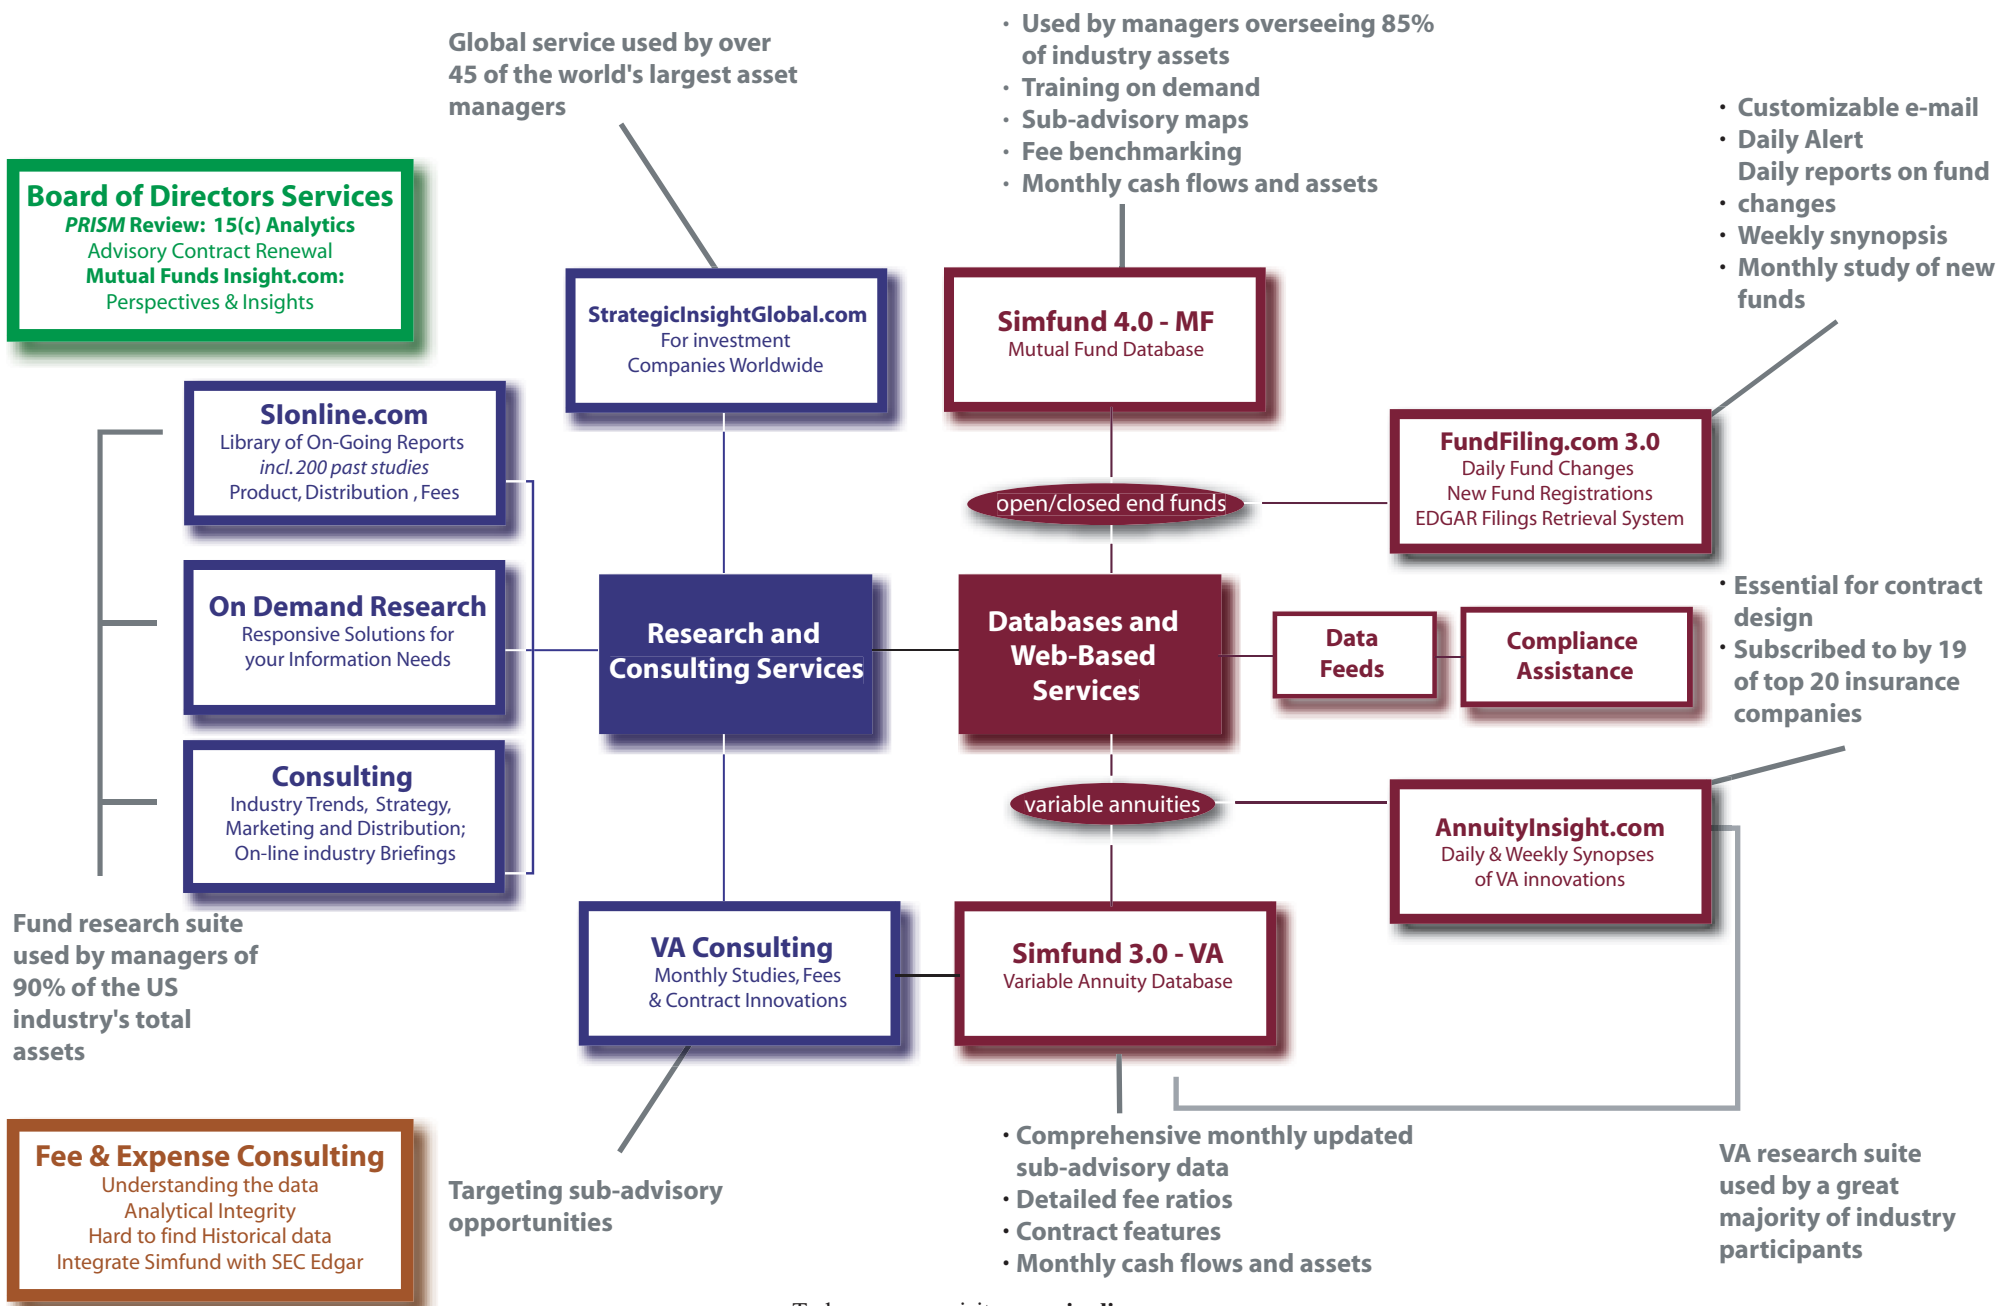 Global service used by over
45 of the world's largest asset
managers
· Used by managers overseeing 85%
of industry assets
· Training on demand
· Sub-advisory maps
· Fee benchmarking
· Monthly cash flows and assets
· Customizable e-mail
· Daily Alert
Daily reports on fund
· changes
· Weekly snynopsis
· Monthly study of new
funds
Board of Directors Services
PRISM Review: 15(c) Analytics
Advisory Contract Renewal
Mutual Funds Insight.com:
Perspectives & Insights
StrategicInsightGlobal.com
For investment
Companies Worldwide
Simfund 4.0 - MF
Mutual Fund Database
SIonline.com
Library of On-Going Reports
incl. 200 past studies
Product, Distribution , Fees
FundFiling.com 3.0
Daily Fund Changes
New Fund Registrations
EDGAR Filings Retrieval System
open/closed end funds
On Demand Research
Responsive Solutions for
your Information Needs
Research and
Consulting Services
Databases and
Web-Based
Services
Data
Feeds
Compliance
Assistance
· Essential for contract
design
· Subscribed to by 19
of top 20 insurance
companies
Consulting
Industry Trends, Strategy,
Marketing and Distribution;
On-line industry Briefings
variable annuities
AnnuityInsight.com
Daily & Weekly Synopses
of VA innovations
Fund research suite
used by managers of
90% of the US
industry's total
assets
VA Consulting
Monthly Studies, Fees
& Contract Innovations
Simfund 3.0 - VA
Variable Annuity Database
Fee & Expense Consulting
Understanding the data
Analytical Integrity
Hard to find Historical data
Integrate Simfund with SEC Edgar
Targeting sub-advisory
opportunities
· Comprehensive monthly updated
sub-advisory data
· Detailed fee ratios
· Contract features
· Monthly cash flows and assets
VA research suite
used by a great
majority of industry
participants